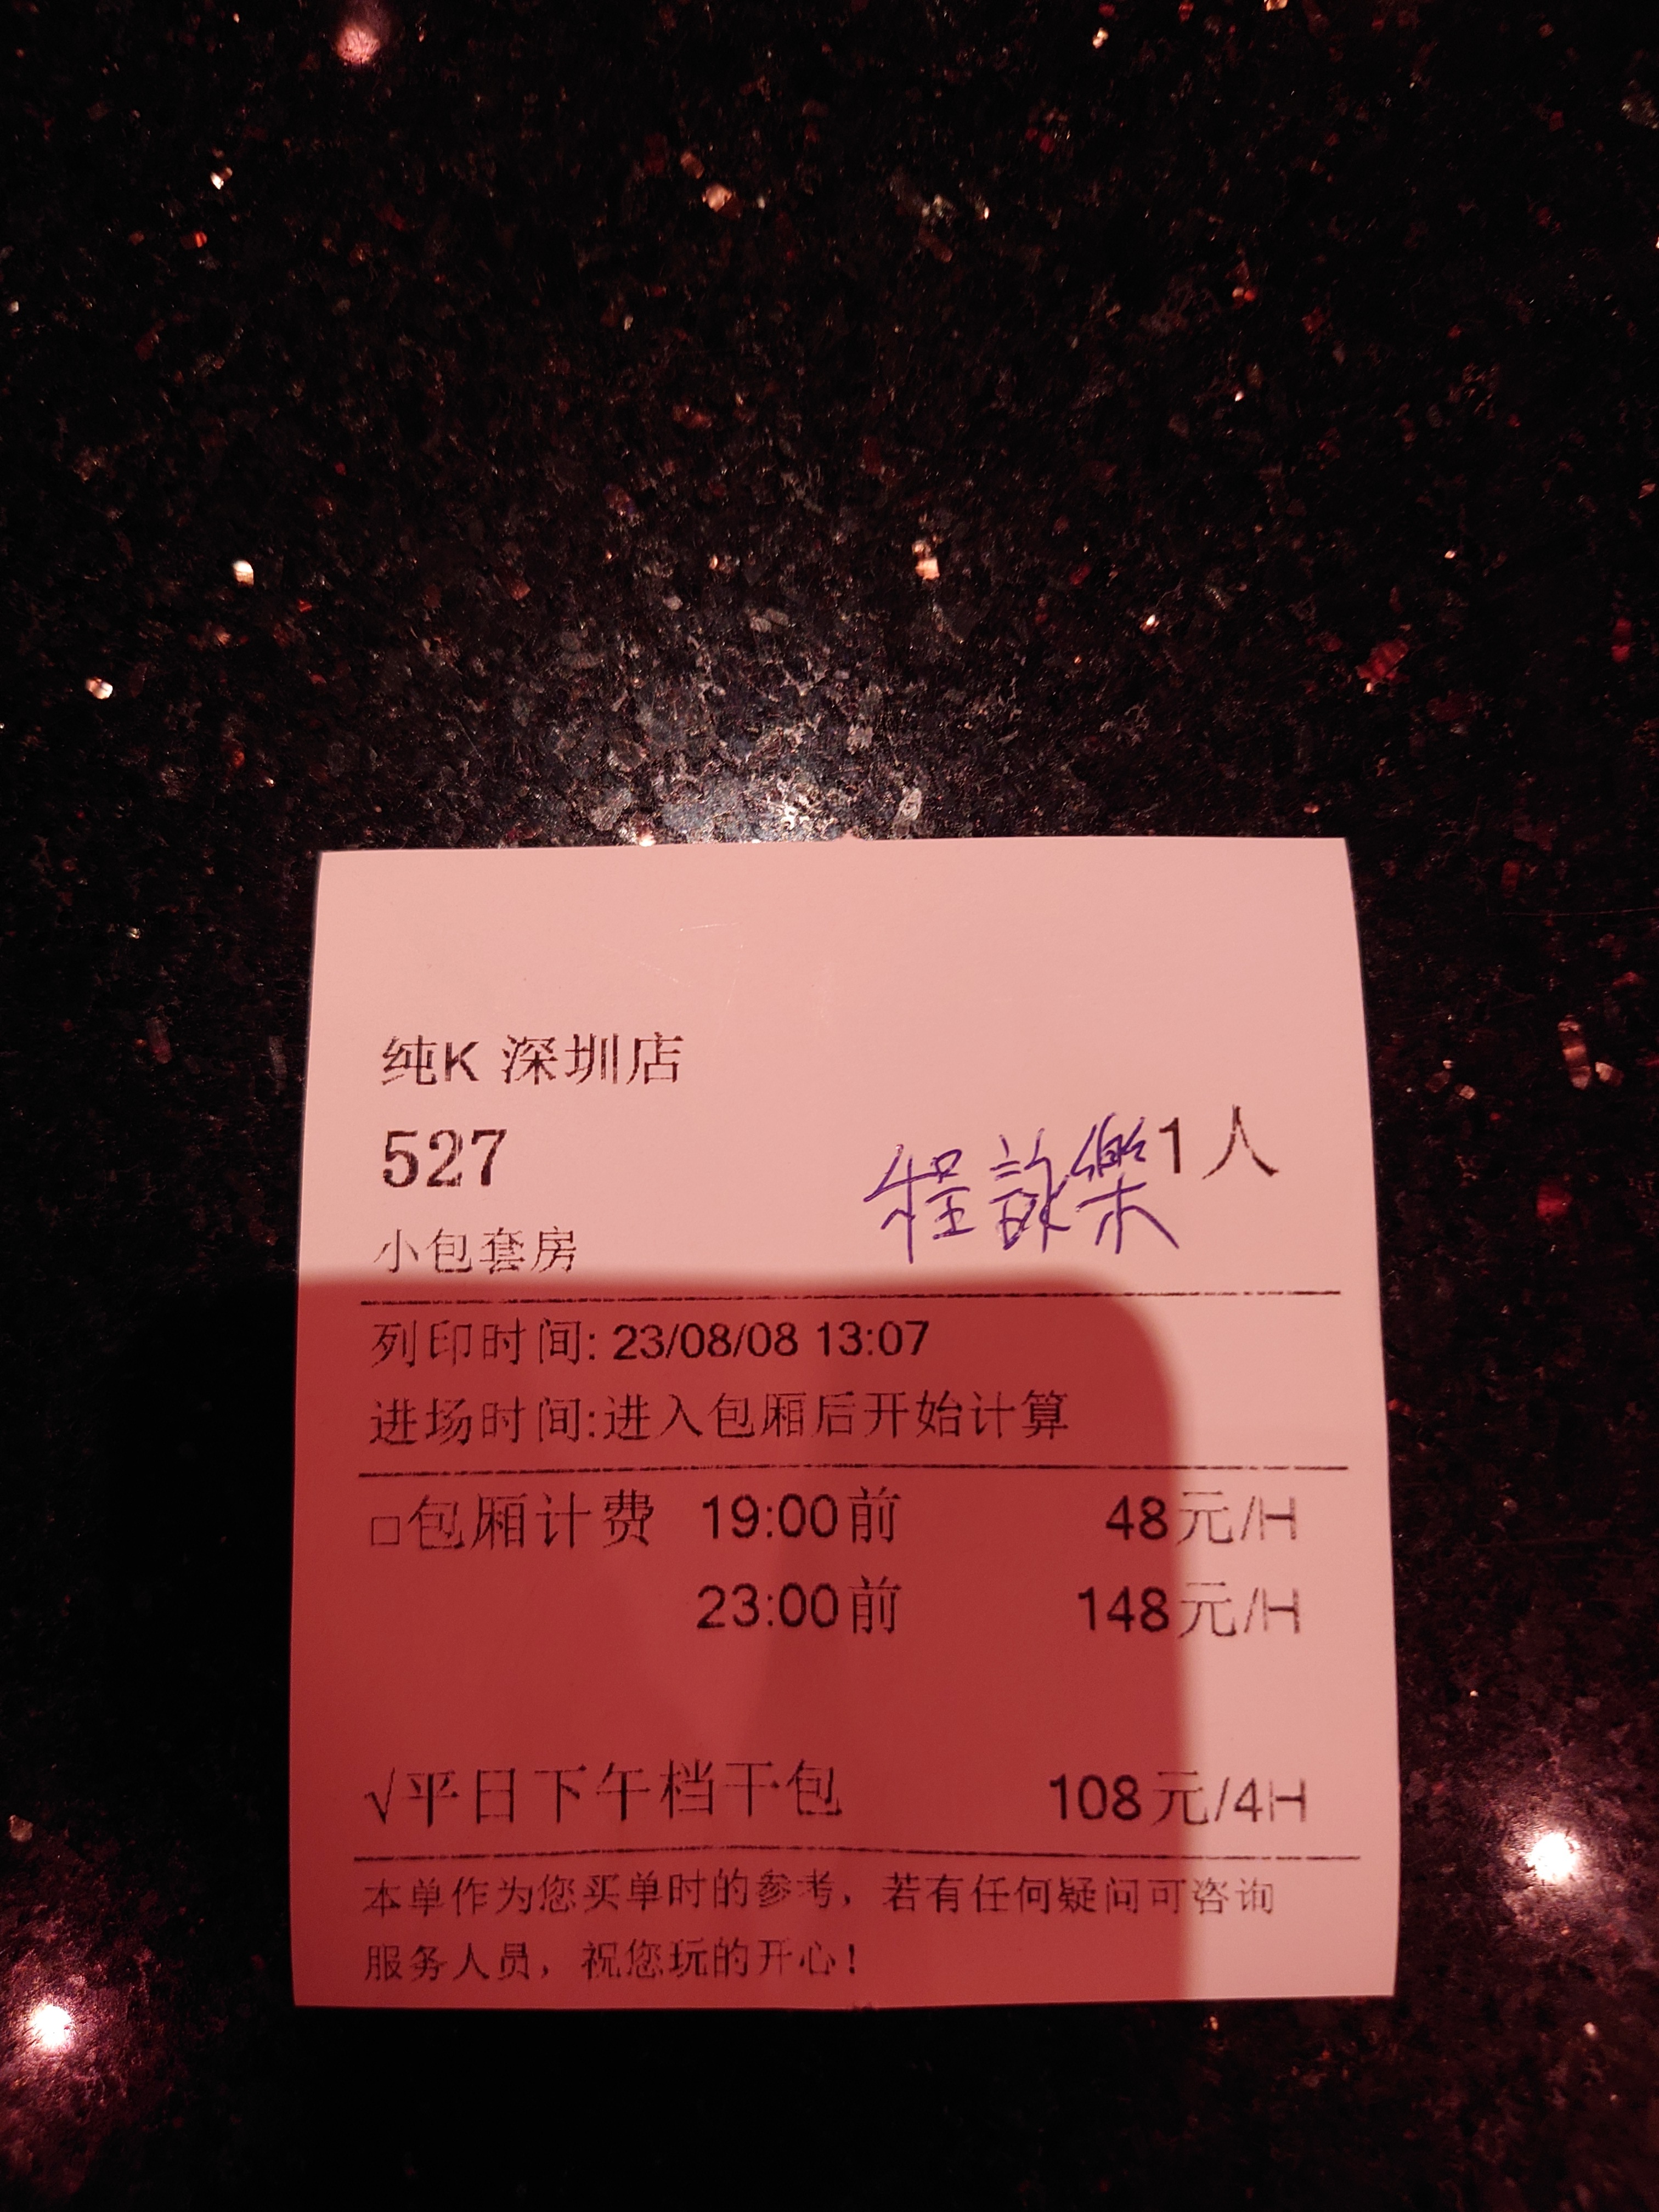 纯K 深圳店
527 程詠樂 1人
小包套房
列印时间: 23/08/08 13:07
进场时间:进入包厢后开始计算
□包厢计费 19:00前 48元/H
23:00前 148元/H
√平日下午档干包 108元/4H
本单作为您买单时的参考，若有任何疑问可咨询
服务人员，祝您玩的开心！